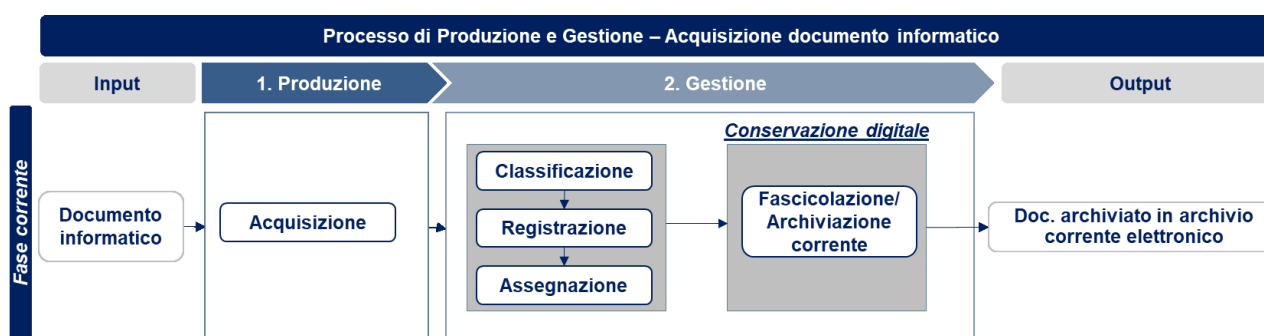 Processo di Produzione e Gestione – Acquisizione documento informatico
Input
1. Produzione
2. Gestione
Output
Fase corrente
Documento
informatico
Acquisizione
Classificazione
Registrazione
Assegnazione
Conservazione digitale
Fascicolazione/
Archiviazione
corrente
Doc. archiviato in archivio
corrente elettronico